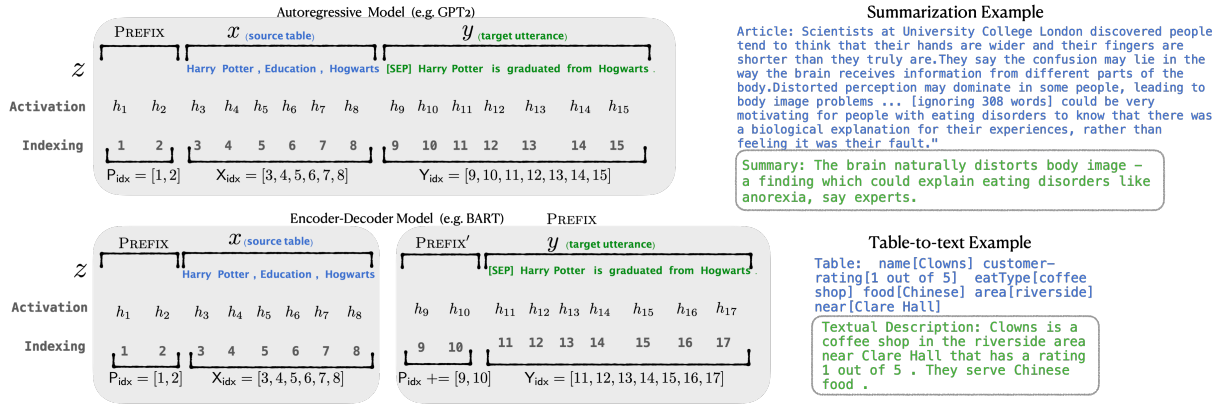 Autoregressive Model (e.g. GPT2)
PREFIX x (source table) y (target utterance)
z Harry Potter , Education , Hogwarts [SEP] Harry Potter is graduated from Hogwarts .
Activation h1 h2 h3 h4 h5 h6 h7 h8 h9 h10 h11 h12 h13 h14 h15
Indexing 1 2 3 4 5 6 7 8 9 10 11 12 13 14 15
Pidx = [1, 2] Xidx = [3, 4, 5, 6, 7, 8] Yidx = [9, 10, 11, 12, 13, 14, 15]
Encoder-Decoder Model (e.g. BART) PREFIX
PREFIX x (source table) PREFIX′ y (target utterance)
z Harry Potter , Education , Hogwarts [SEP] Harry Potter is graduated from Hogwarts .
Activation h1 h2 h3 h4 h5 h6 h7 h8 h9 h10 h11 h12 h13 h14 h15 h16 h17
Indexing 1 2 3 4 5 6 7 8 9 10 11 12 13 14 15 16 17
Pidx = [1, 2] Xidx = [3, 4, 5, 6, 7, 8] Pidx += [9, 10] Yidx = [11, 12, 13, 14, 15, 16, 17]
Summarization Example
Article: Scientists at University College London discovered people
tend to think that their hands are wider and their fingers are
shorter than they truly are.They say the confusion may lie in the
way the brain receives information from different parts of the
body.Distorted perception may dominate in some people, leading to
body image problems ... [ignoring 308 words] could be very
motivating for people with eating disorders to know that there was
a biological explanation for their experiences, rather than
feeling it was their fault."
Summary: The brain naturally distorts body image –
a finding which could explain eating disorders like
anorexia, say experts.
Table-to-text Example
Table: name[Clowns] customer-
rating[1 out of 5] eatType[coffee
shop] food[Chinese] area[riverside]
near[Clare Hall]
Textual Description: Clowns is a
coffee shop in the riverside area
near Clare Hall that has a rating
1 out of 5 . They serve Chinese
food .